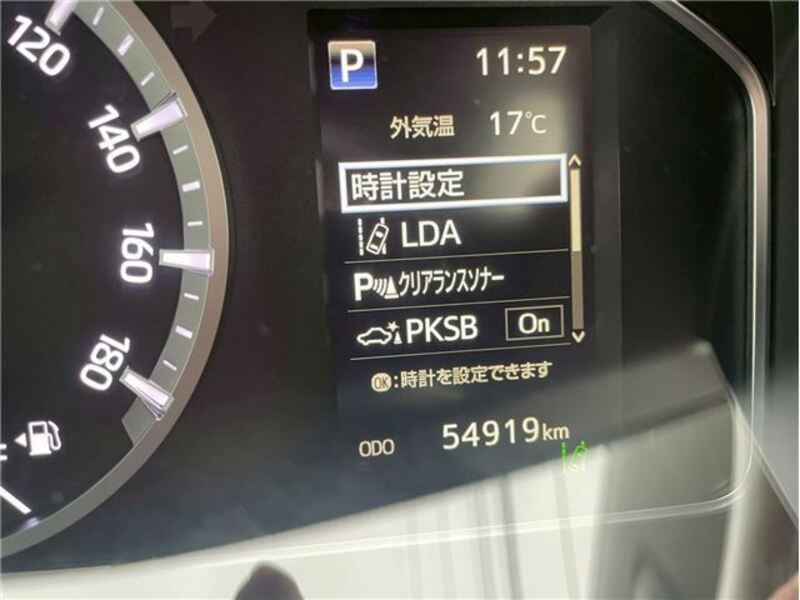 120
140
160
180
P
11:57
外気温 17℃
時計設定
LDA
P クリアランスソナー
PKSB On
OK:時計を設定できます
ODO 54919km